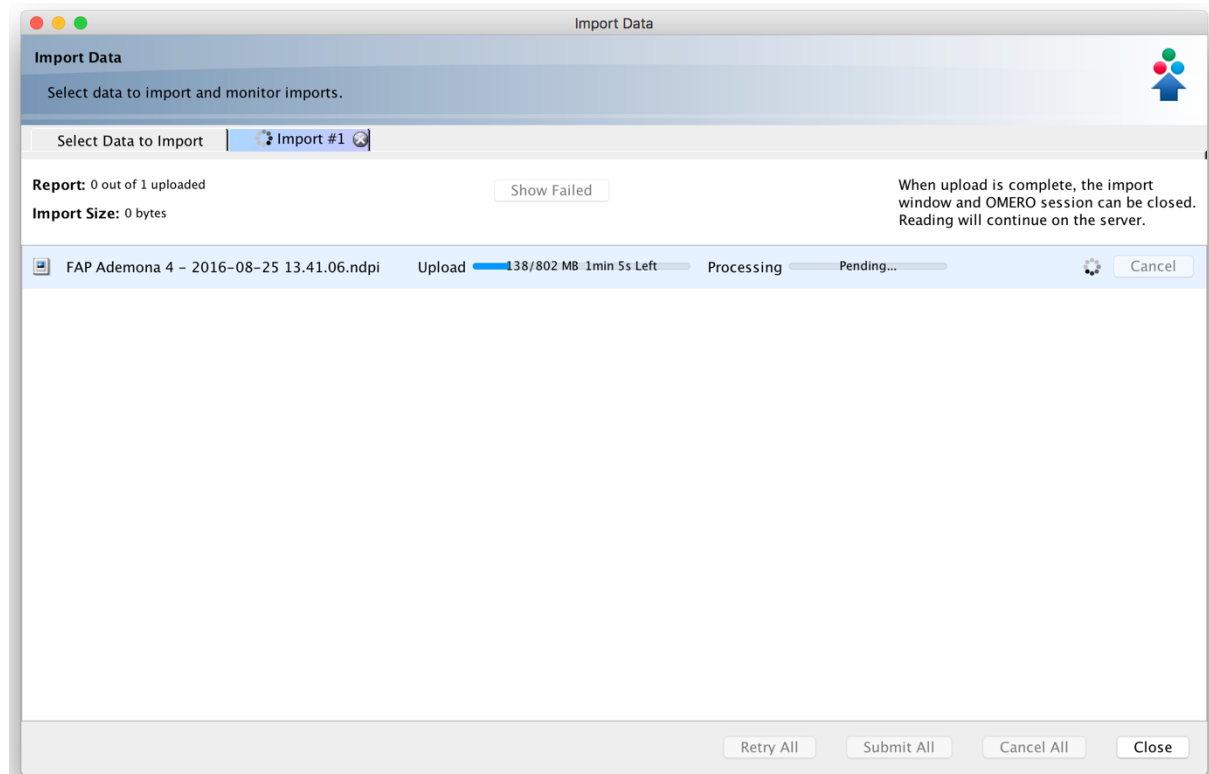 Import Data
Import Data
Select data to import and monitor imports.
Select Data to Import
Import #1
Report: 0 out of 1 uploaded
Import Size: 0 bytes
Show Failed
When upload is complete, the import
window and OMERO session can be closed.
Reading will continue on the server.
FAP Ademona 4 - 2016-08-25 13.41.06.ndpi Upload 138/802 MB 1min 5s Left Processing Pending... Cancel
Retry All Submit All Cancel All Close